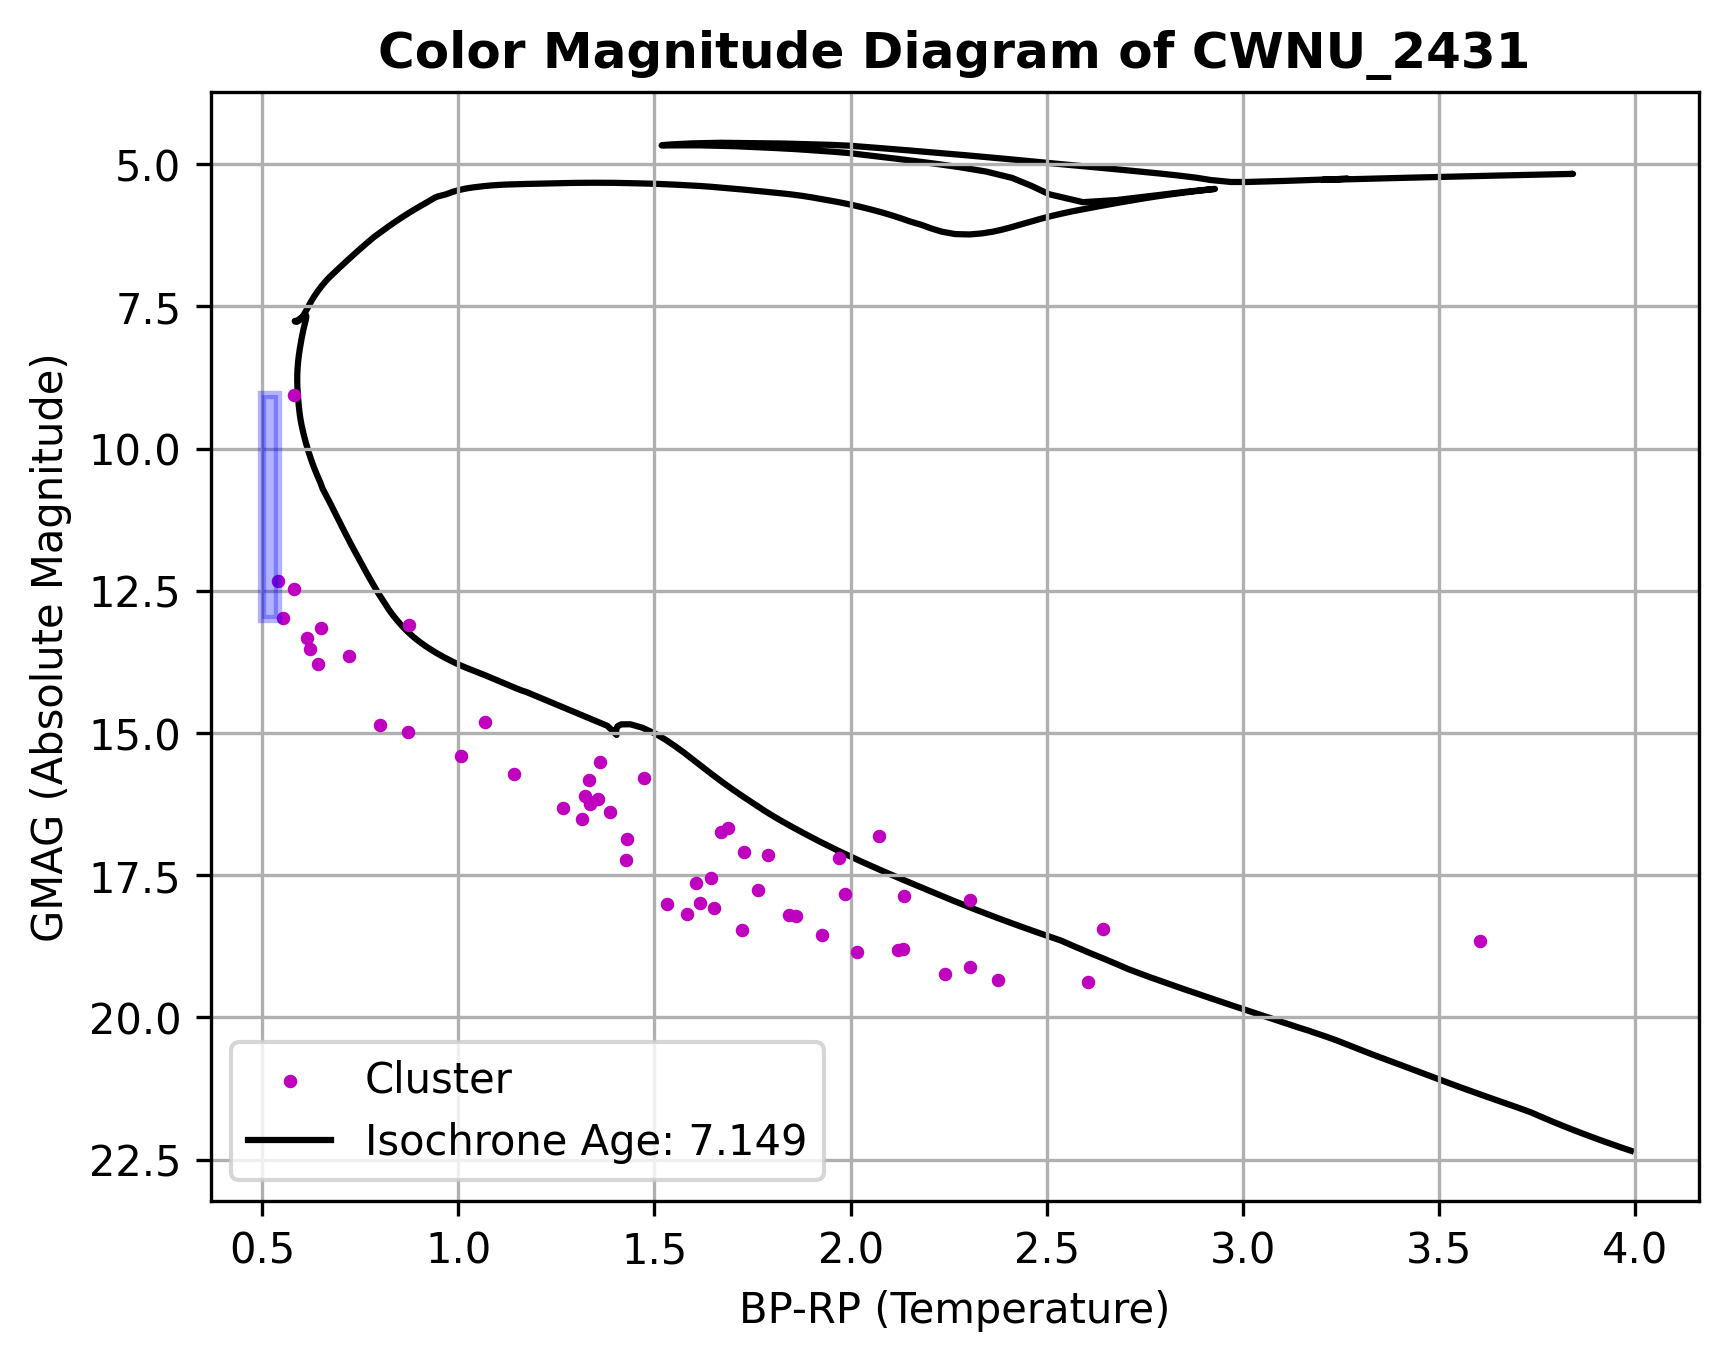 Color Magnitude Diagram of CWNU_2431
GMAG (Absolute Magnitude)
5.0
7.5
10.0
12.5
15.0
17.5
20.0
22.5
Cluster
Isochrone Age: 7.149
0.5 1.0 1.5 2.0 2.5 3.0 3.5 4.0
BP-RP (Temperature)